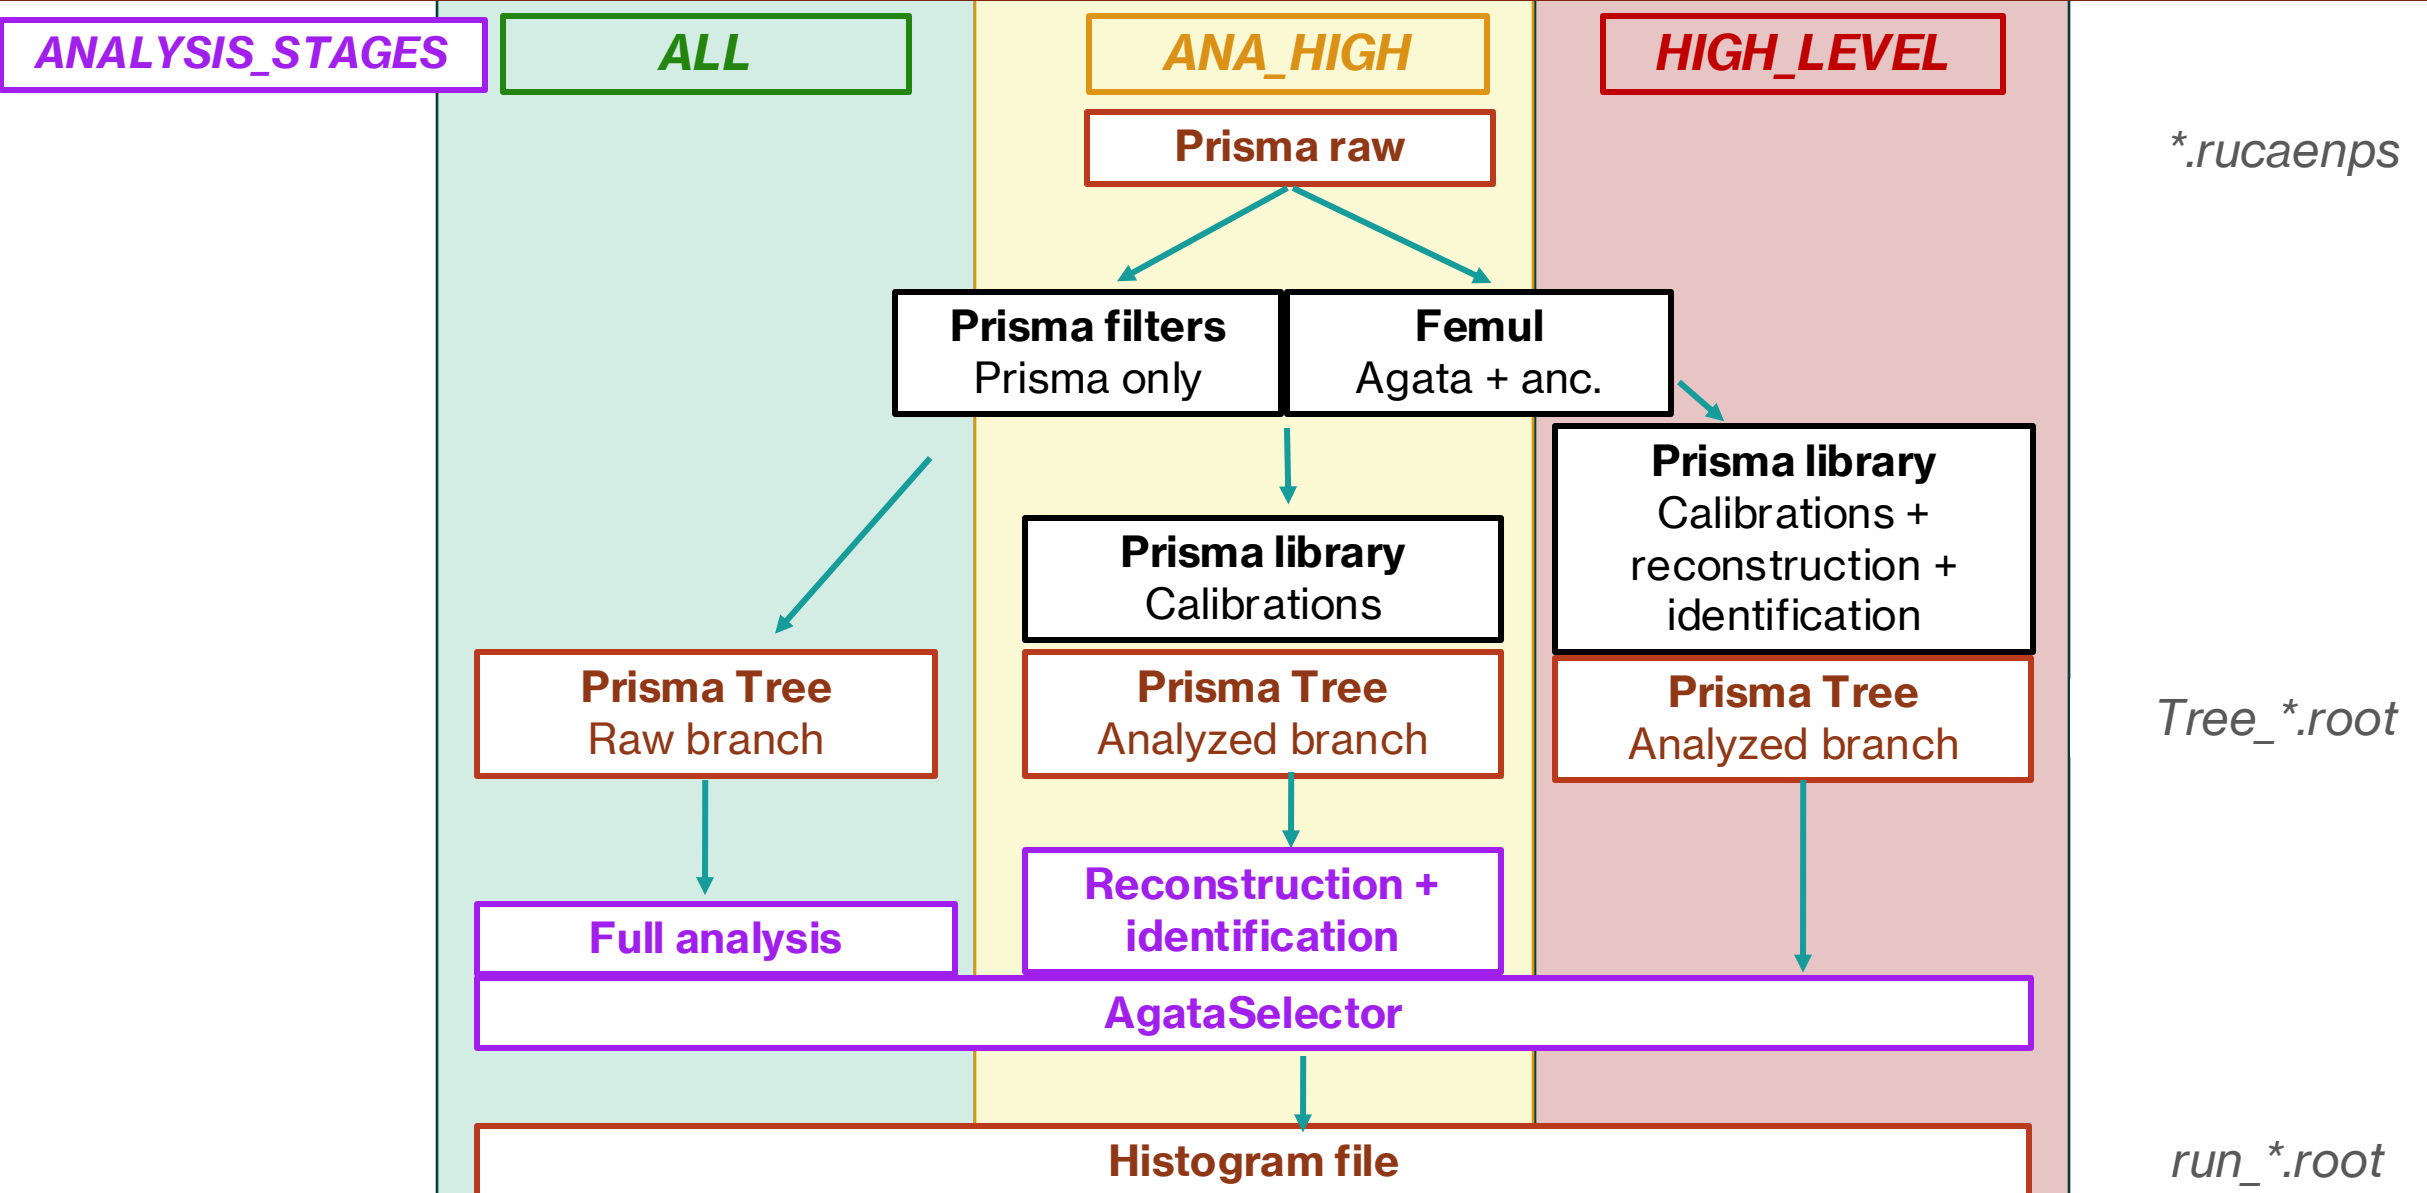 ANALYSIS_STAGES
ALL
ANA_HIGH
HIGH_LEVEL
Prisma raw
*.rucaenps
Prisma filters
Prisma only
Femul
Agata + anc.
Prisma library
Calibrations +
reconstruction +
identification
Prisma library
Calibrations
Prisma Tree
Raw branch
Prisma Tree
Analyzed branch
Prisma Tree
Analyzed branch
Tree_*.root
Reconstruction +
identification
Full analysis
AgataSelector
Histogram file
run_*.root